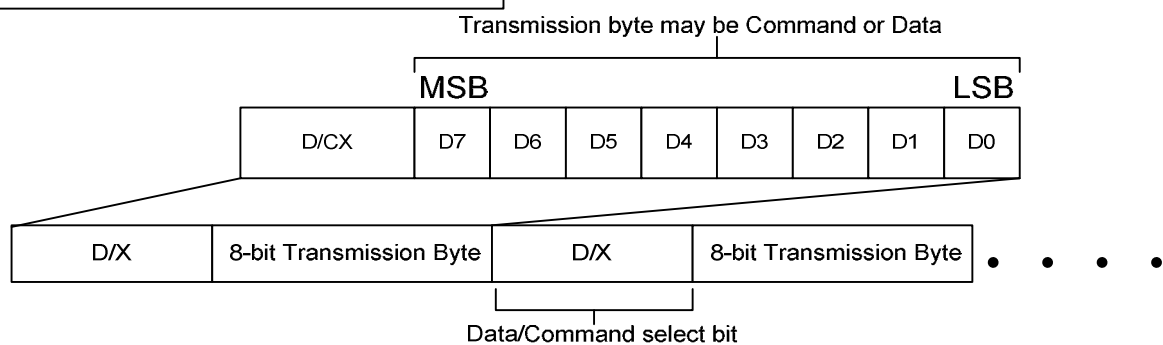 Transmission byte may be Command or Data
MSB LSB
D/CX D7 D6 D5 D4 D3 D2 D1 D0
D/X 8-bit Transmission Byte D/X 8-bit Transmission Byte
Data/Command select bit